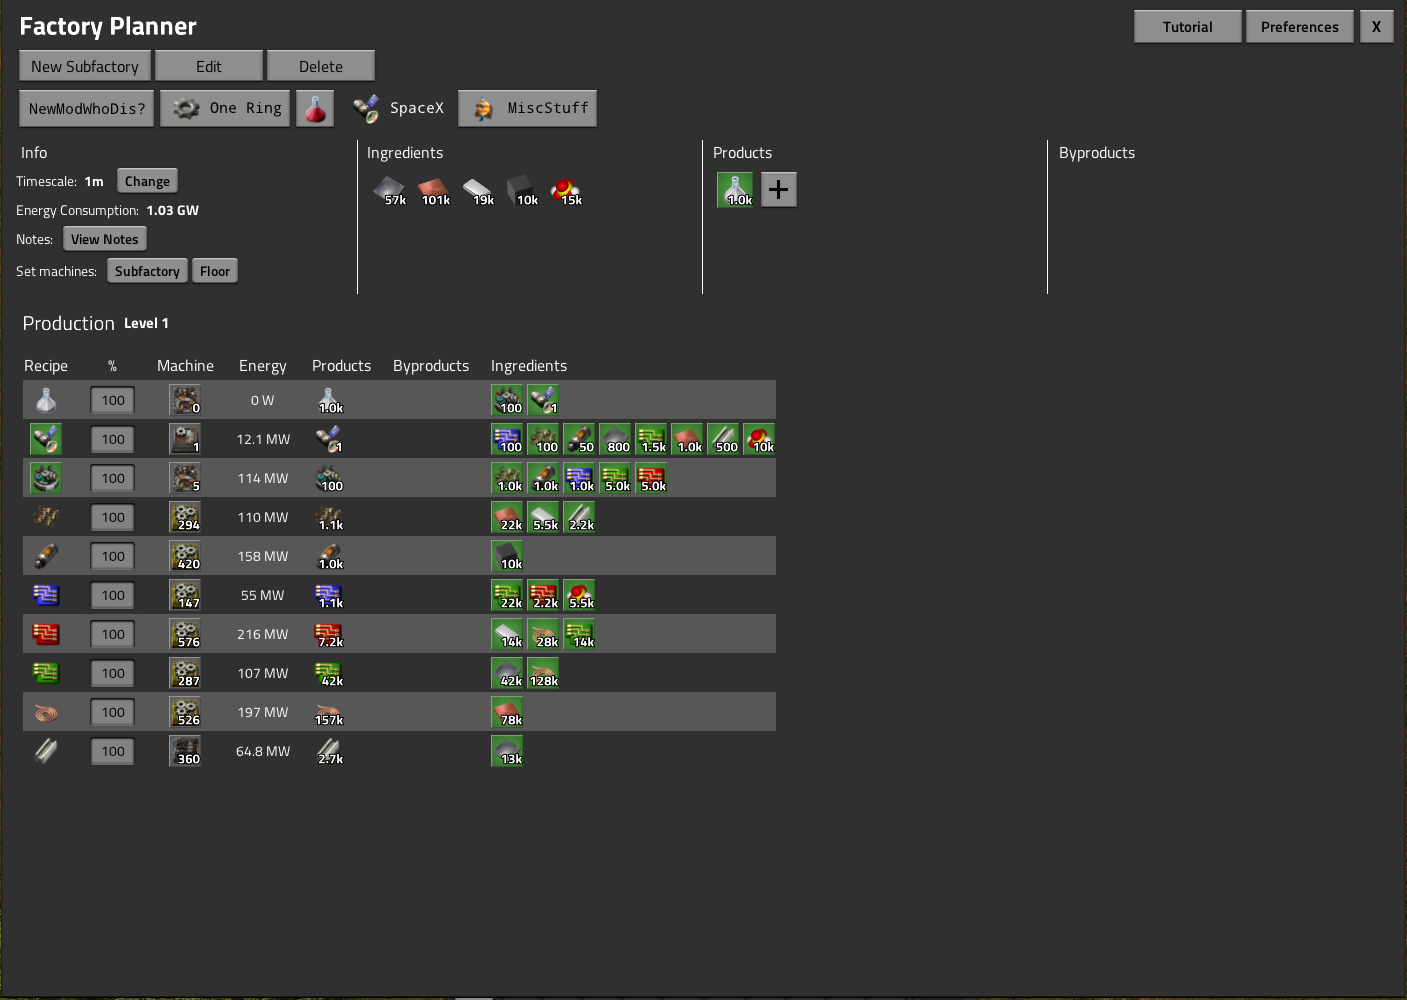 Factory Planner
Tutorial Preferences X
New Subfactory Edit Delete
NewModWhoDis? One Ring SpaceX MiscStuff
Info Ingredients Products Byproducts
Timescale: 1m Change
57k 101k 19k 10k 15k 1.0k
Energy Consumption: 1.03 GW
Notes: View Notes
Set machines: Subfactory Floor
Production Level 1
Recipe % Machine Energy Products Byproducts Ingredients
100 0 0 W 1.0k 100 1
100 1 12.1 MW 1 100 100 50 800 1.5k 1.0k 500 10k
100 5 114 MW 100 1.0k 1.0k 1.0k 5.0k 5.0k
100 294 110 MW 1.1k 22k 5.5k 2.2k
100 420 158 MW 1.0k 10k
100 147 55 MW 1.1k 22k 2.2k 5.5k
100 576 216 MW 7.2k 14k 28k 14k
100 287 107 MW 42k 42k 128k
100 526 197 MW 157k 78k
100 360 64.8 MW 2.7k 13k